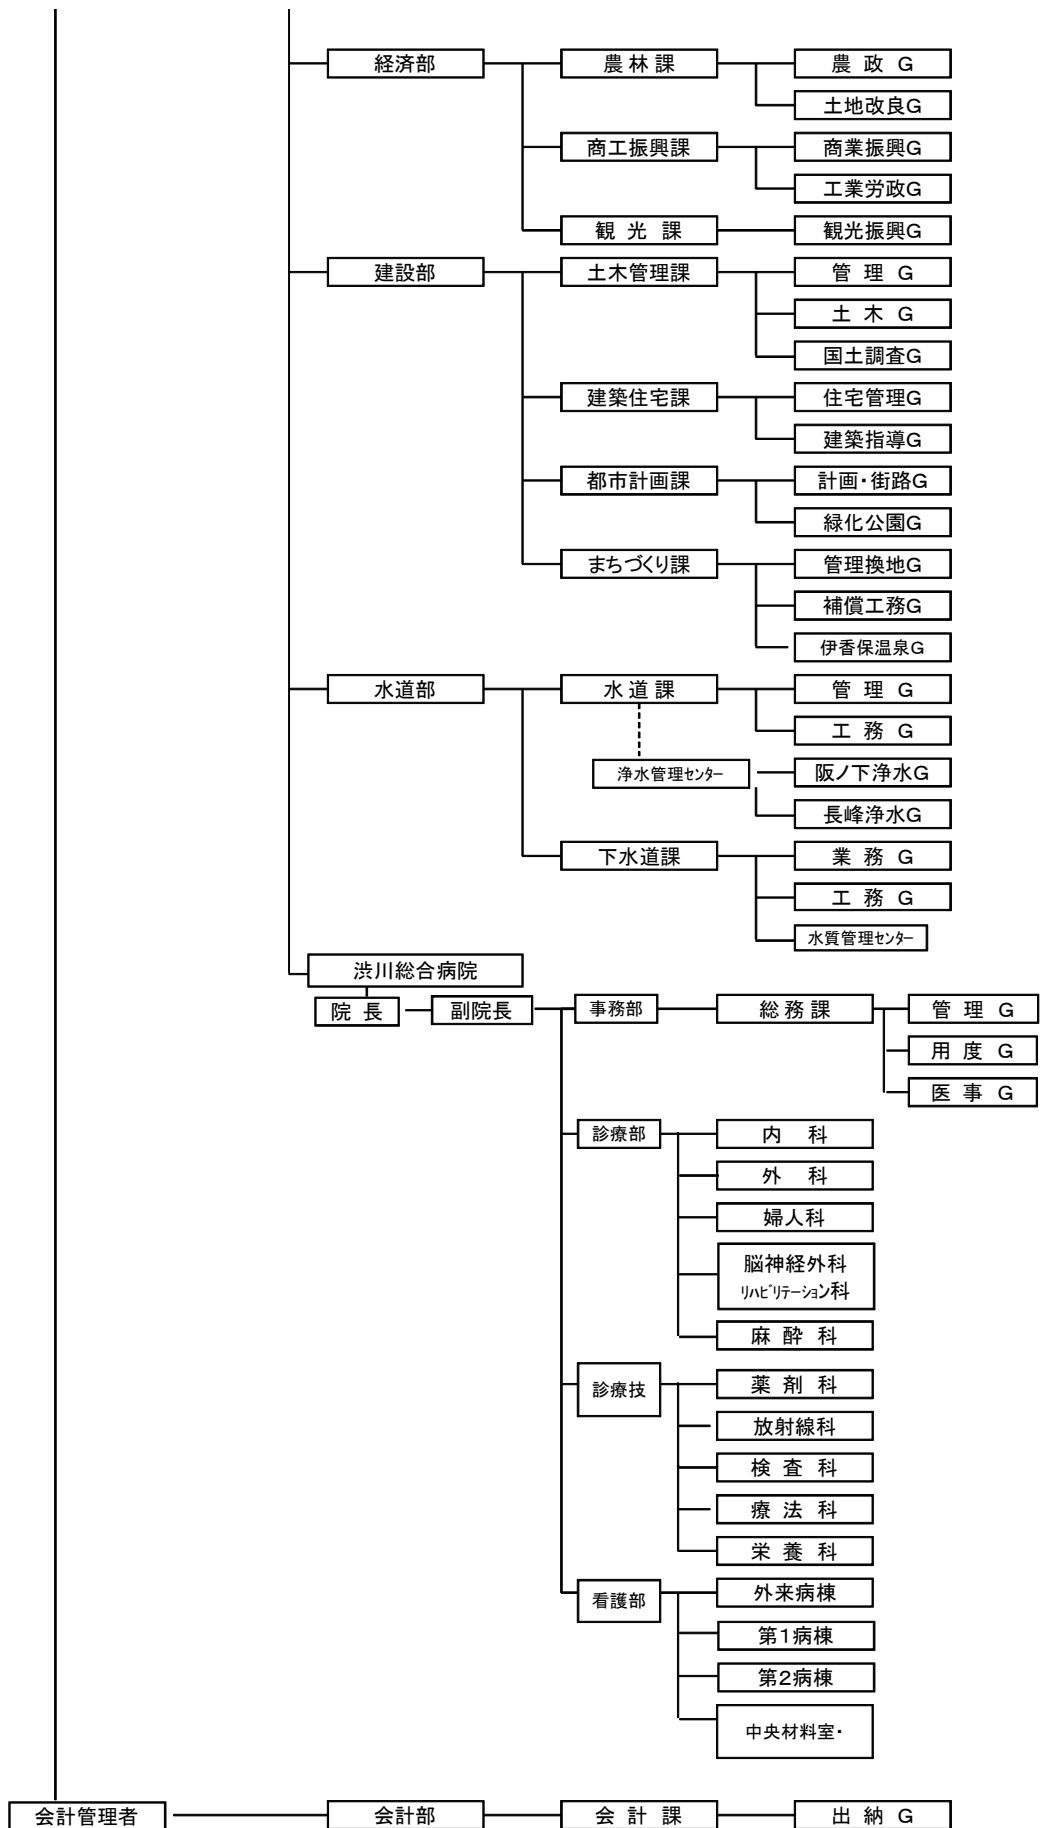 経済部 農林課 農政G
土地改良G
商工振興課 商業振興G
工業労政G
観光課 観光振興G
建設部 土木管理課 管理G
土木G
国土調査G
建築住宅課 住宅管理G
建築指導G
都市計画課 計画・街路G
緑化公園G
まちづくり課 管理換地G
補償工務G
伊香保温泉G
水道部 水道課 管理G
工務G
浄水管理センター 阪ノ下浄水G
長峰浄水G
下水道課 業務G
工務G
水質管理センター
渋川総合病院
院長 副院長 事務部 総務課 管理G
用度G
医事G
診療部 内科
外科
婦人科
脳神経外科
リハビリテーション科
麻酔科
診療技 薬剤科
放射線科
検査科
療法科
栄養科
看護部 外来病棟
第1病棟
第2病棟
中央材料室・
会計管理者 会計部 会計課 出納G